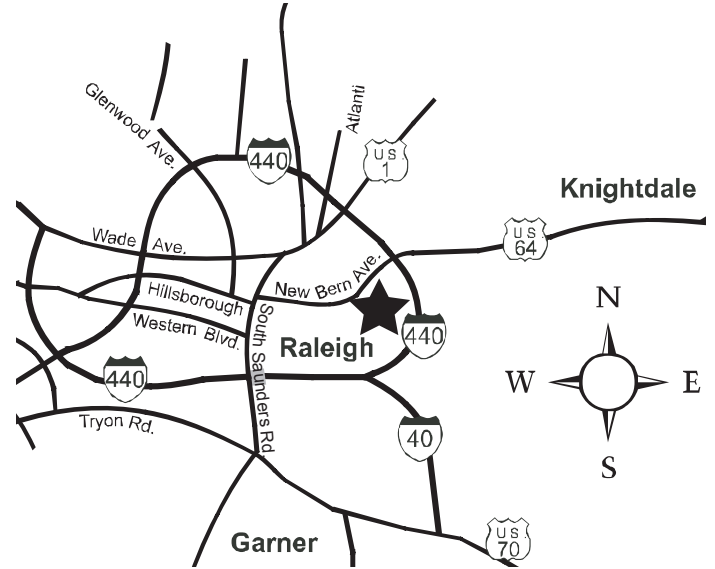 Glenwood Ave.
Atlanti
440
US
1
Knightdale
Wade Ave.
US
64
New Bern Ave.
Hillsborough
Western Blvd.
South Saunders Rd.
Raleigh
440
440
N
W
E
S
Tryon Rd.
40
Garner
US
70